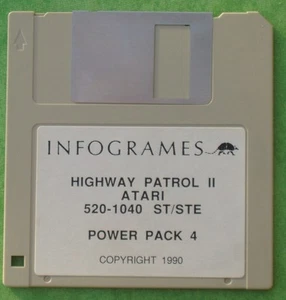 INFOGRAMES
HIGHWAY PATROL II
ATARI
520-1040 ST/STE
POWER PACK 4
COPYRIGHT 1990